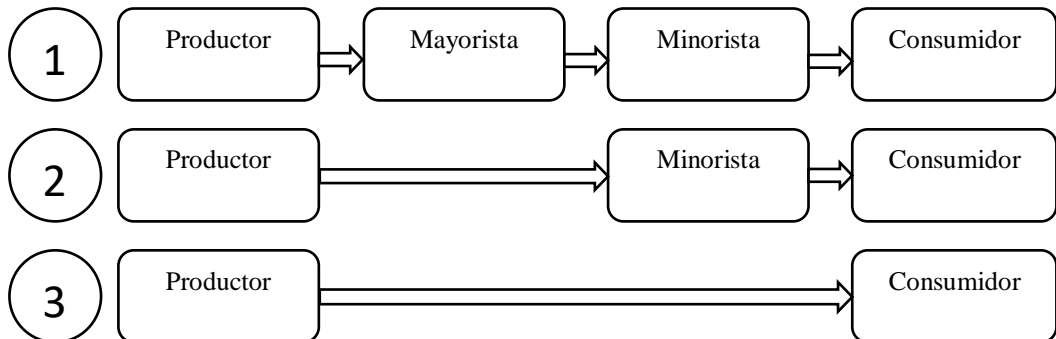 1 Productor Mayorista Minorista Consumidor
2 Productor Minorista Consumidor
3 Productor Consumidor